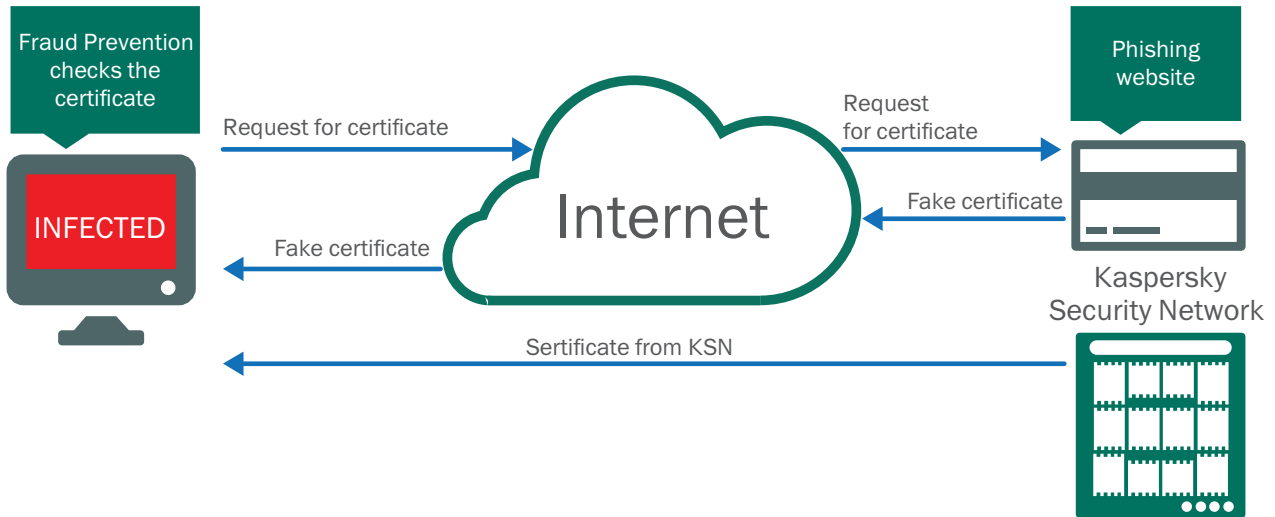 Fraud Prevention
checks the
certificate
Phishing
website
Request for certificate
Request
for certificate
INFECTED
Internet
Fake certificate
Fake certificate
Kaspersky
Security Network
Sertificate from KSN